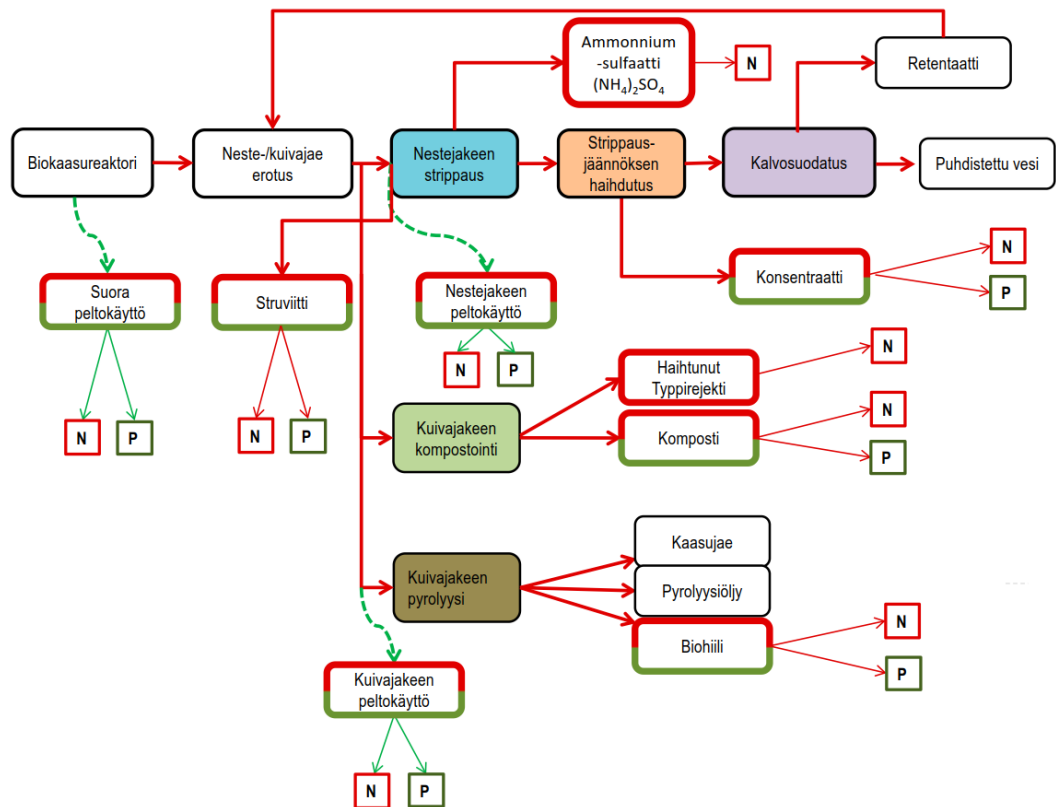 Ammonnium
-sulfaatti
(NH₄)₂SO₄
N
Retentaatti
Biokaasureaktori
Neste-/kuivajae
erotus
Nestejakeen
strippaus
Strippaus-
jäännöksen
haihdutus
Kalvosuodatus
Puhdistettu vesi
Suora
peltokäyttö
Struviitti
Nestejakeen
peltokäyttö
Konsentraatti
N
P
N
P
N
P
N
P
Kuivajakeen
kompostointi
Haihtunut
Typpirejekti
N
Komposti
N
P
Kuivajakeen
pyrolyysi
Kaasujae
Pyrolyysiöljy
Biohiili
N
P
Kuivajakeen
peltokäyttö
N
P